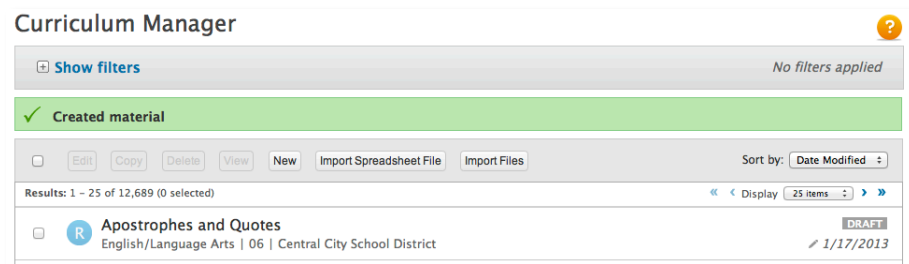 Curriculum Manager
?
Show filters No filters applied
Created material
Edit Copy Delete View New Import Spreadsheet File Import Files Sort by: Date Modified
Results: 1 – 25 of 12,689 (0 selected) « ‹ Display 25 items › »
R Apostrophes and Quotes DRAFT
English/Language Arts | 06 | Central City School District 1/17/2013